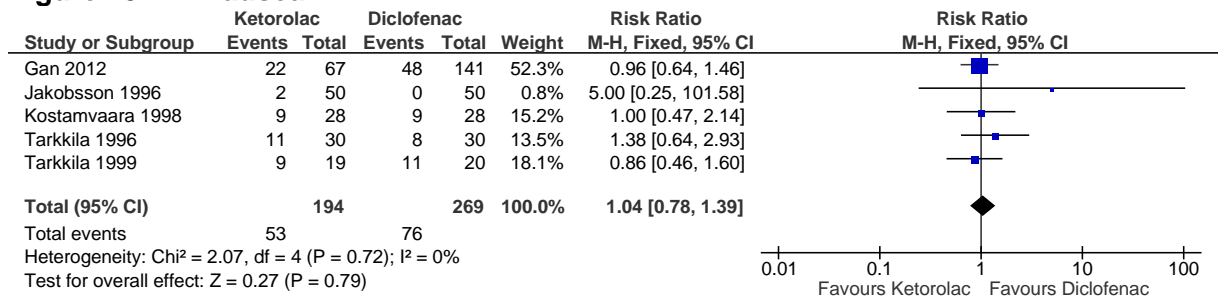 Ketorolac Diclofenac Risk Ratio Risk Ratio
Study or Subgroup Events Total Events Total Weight M-H, Fixed, 95% CI M-H, Fixed, 95% CI
Gan 2012 22 67 48 141 52.3% 0.96 [0.64, 1.46]
Jakobsson 1996 2 50 0 50 0.8% 5.00 [0.25, 101.58]
Kostamvaara 1998 9 28 9 28 15.2% 1.00 [0.47, 2.14]
Tarkkila 1996 11 30 8 30 13.5% 1.38 [0.64, 2.93]
Tarkkila 1999 9 19 11 20 18.1% 0.86 [0.46, 1.60]
Total (95% CI) 194 269 100.0% 1.04 [0.78, 1.39]
Total events 53 76
Heterogeneity: Chi² = 2.07, df = 4 (P = 0.72); I² = 0%
Test for overall effect: Z = 0.27 (P = 0.79)
0.01 0.1 1 10 100
Favours Ketorolac Favours Diclofenac